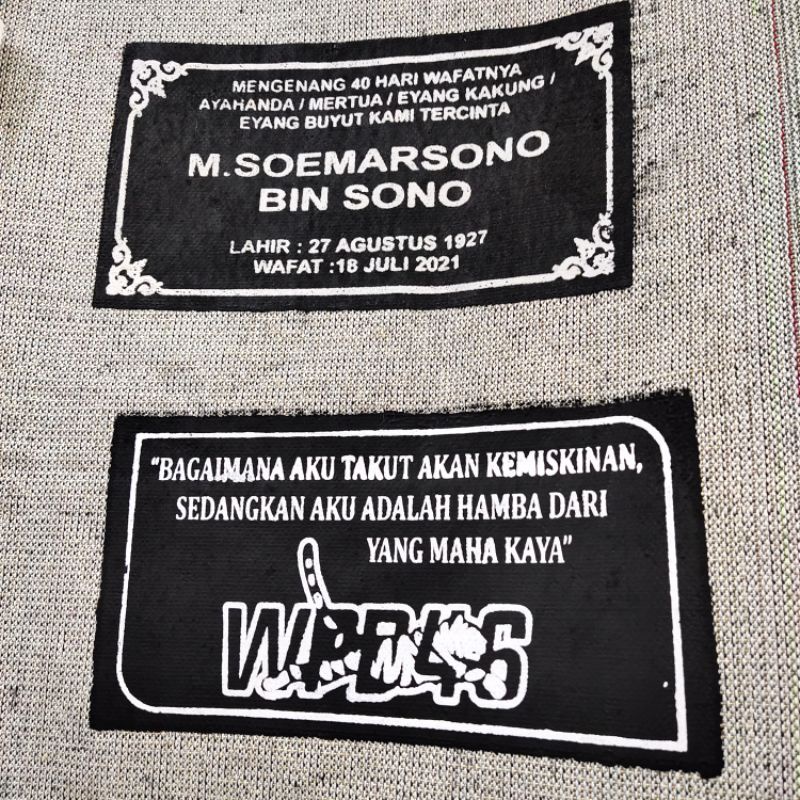 MENGENANG 40 HARI WAFATNYA
AYAHANDA / MERTUA / EYANG KAKUNG /
EYANG BUYUT KAMI TERCINTA
M.SOEMARSONO
BIN SONO
LAHIR : 27 AGUSTUS 1927
WAFAT :18 JULI 2021
"BAGAIMANA AKU TAKUT AKAN KEMISKINAN,
SEDANGKAN AKU ADALAH HAMBA DARI
YANG MAHA KAYA"